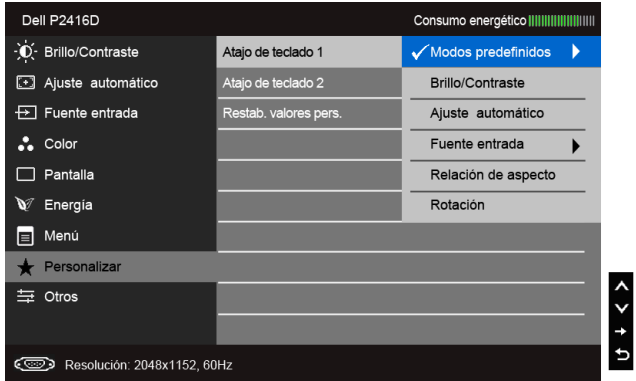 Dell P2416D
Consumo energético
Brillo/Contraste
Atajo de teclado 1
Modos predefinidos
Ajuste automático
Atajo de teclado 2
Brillo/Contraste
Fuente entrada
Restab. valores pers.
Ajuste automático
Color
Fuente entrada
Pantalla
Relación de aspecto
Energía
Rotación
Menú
Personalizar
Otros
Resolución: 2048x1152, 60Hz